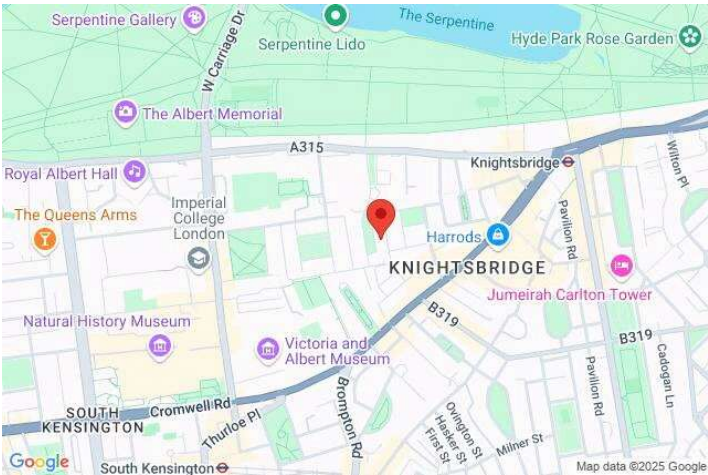 Serpentine Gallery
The Serpentine
Serpentine Lido
Hyde Park Rose Garden
W Carriage Dr
The Albert Memorial
A315
Knightsbridge
Wilton Pl
Royal Albert Hall
Imperial
College
London
The Queens Arms
Harrods
Pavilion Rd
KNIGHTSBRIDGE
Jumeirah Carlton Tower
Natural History Museum
B319
Victoria and
Albert Museum
B319
Brompton Rd
Pavilion Rd
Cadogan Ln
SOUTH
KENSINGTON
Cromwell Rd
Thurloe Pl
Ovington St
Hasker St
First St
Milner St
South Kensington
Google
Map data ©2025 Google